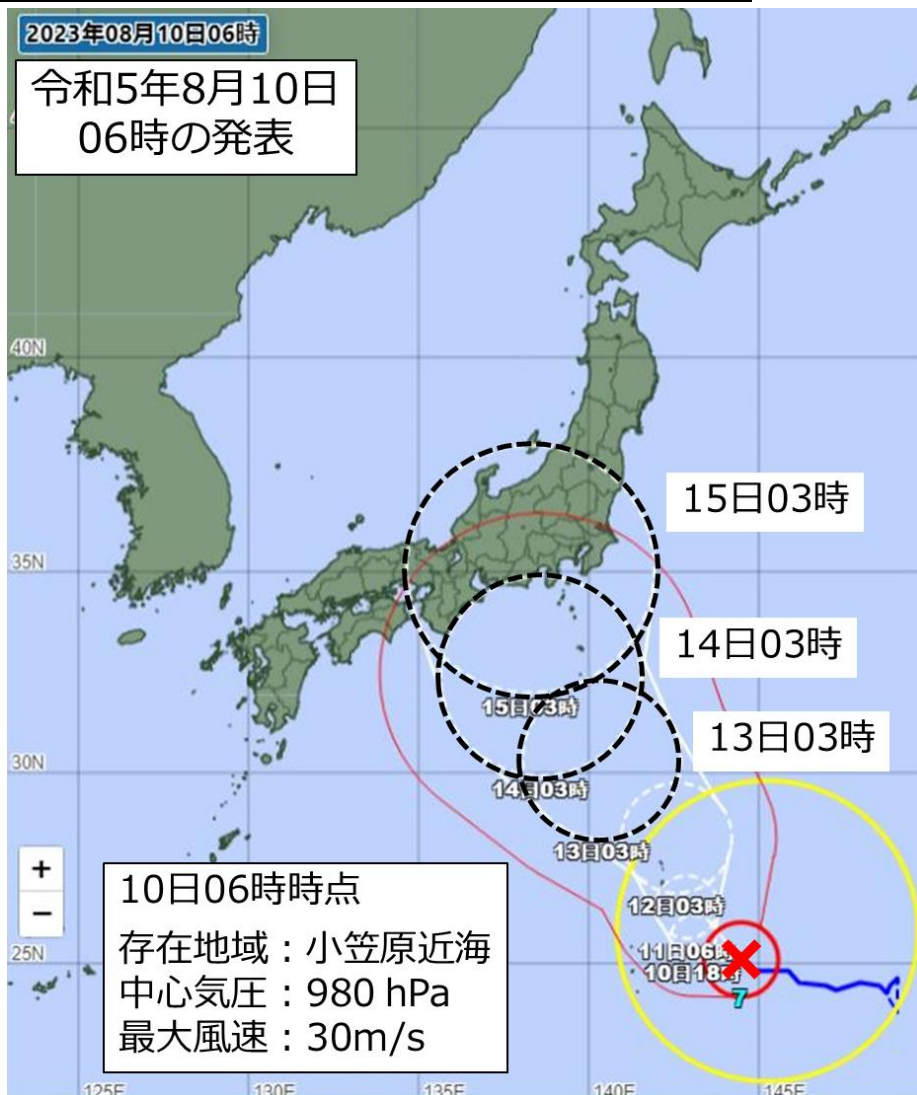 2023年08月10日06時
令和5年8月10日
06時の発表
40N
15日03時
35N
14日03時
15日03時
13日03時
30N
14日03時
13日03時
+
12日03時
10日06時時点
−
存在地域：小笠原近海
11日06時
25N
10日18時
中心気圧：980 hPa
7
最大風速：30m/s
125E
130E
135E
140E
145E